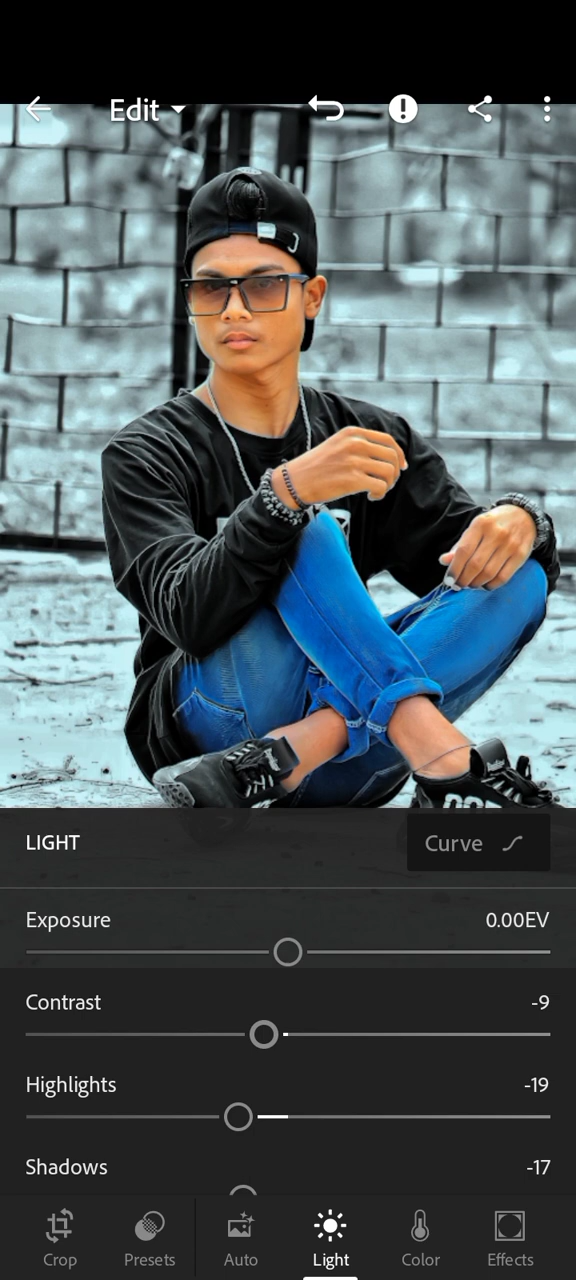 Edit
LIGHT
Curve
Exposure 0.00EV
Contrast -9
Highlights -19
Shadows -17
Crop Presets Auto Light Color Effects